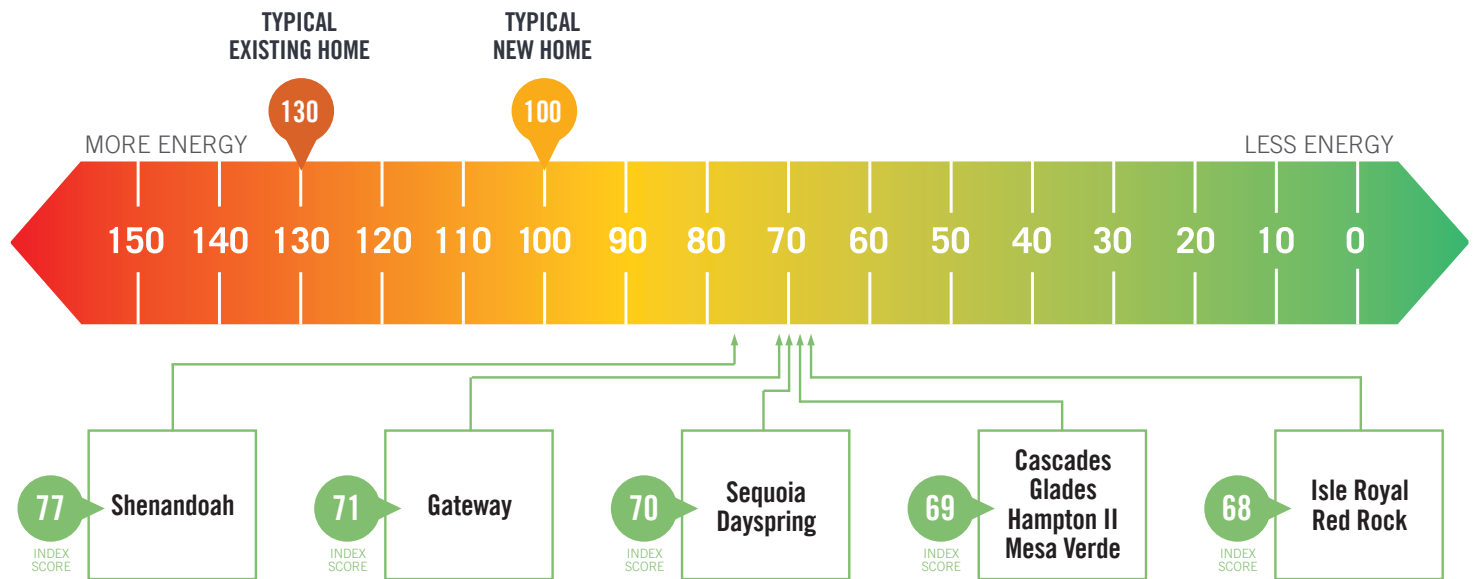 TYPICAL
EXISTING HOME
TYPICAL
NEW HOME
130
100
MORE ENERGY
LESS ENERGY
150 140 130 120 110 100 90 80 70 60 50 40 30 20 10 0
77
INDEX
SCORE
Shenandoah
71
INDEX
SCORE
Gateway
70
INDEX
SCORE
Sequoia
Dayspring
69
INDEX
SCORE
Cascades
Glades
Hampton II
Mesa Verde
68
INDEX
SCORE
Isle Royal
Red Rock